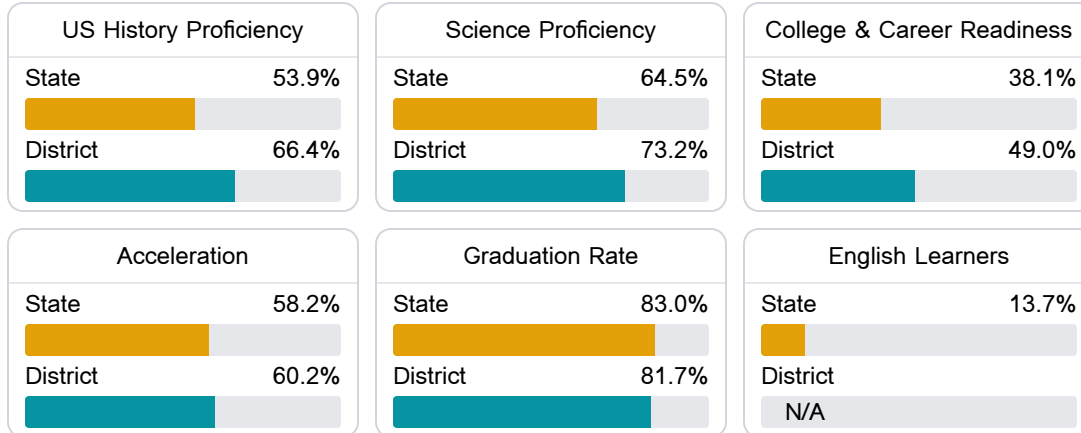 US History Proficiency
State 53.9%
District 66.4%
Science Proficiency
State 64.5%
District 73.2%
College & Career Readiness
State 38.1%
District 49.0%
Acceleration
State 58.2%
District 60.2%
Graduation Rate
State 83.0%
District 81.7%
English Learners
State 13.7%
District
N/A